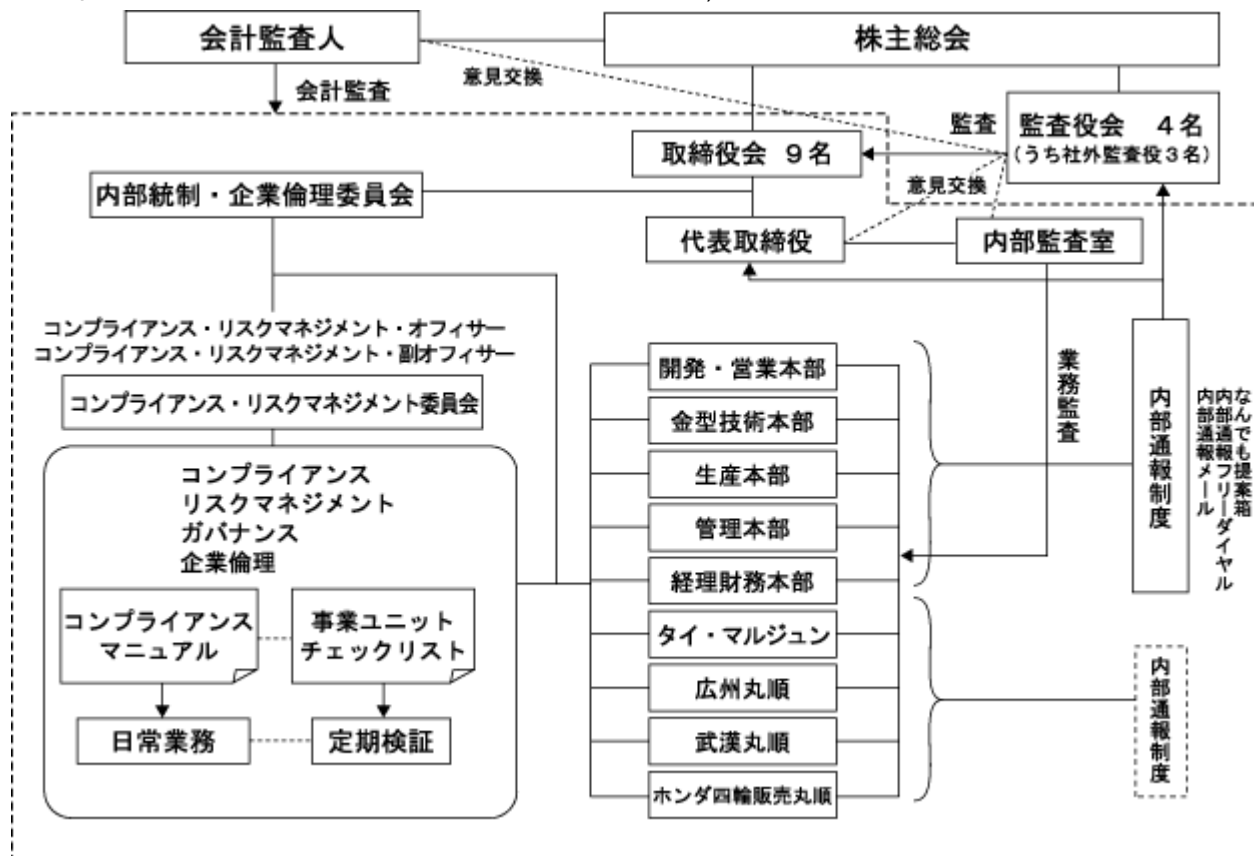 会計監査人
株主総会
意見交換
会計監査
監査
監査役会 4名
(うち社外監査役3名)
取締役会 9名
意見交換
内部統制・企業倫理委員会
代表取締役
内部監査室
コンプライアンス・リスクマネジメント・オフィサー
コンプライアンス・リスクマネジメント・副オフィサー
コンプライアンス・リスクマネジメント委員会
コンプライアンス
リスクマネジメント
ガバナンス
企業倫理
コンプライアンス
マニュアル
事業ユニット
チェックリスト
日常業務
定期検証
開発・営業本部
金型技術本部
生産本部
管理本部
経理財務本部
タイ・マルジュン
広州丸順
武漢丸順
ホンダ四輪販売丸順
業務監査
内部通報制度
なんでも提案箱
内部通報フリーダイヤル
内部通報メール
内部通報制度